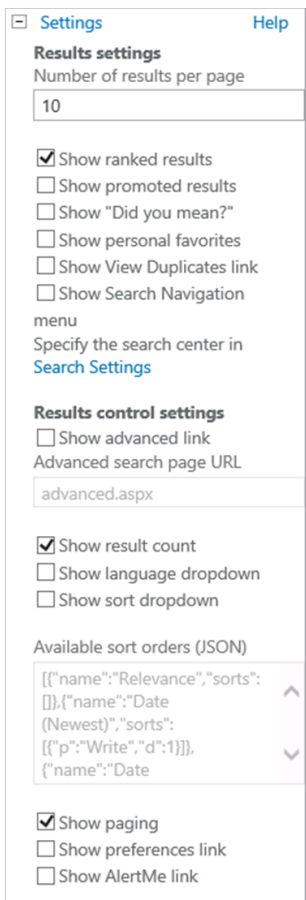 Settings Help
Results settings
Number of results per page
10
Show ranked results
Show promoted results
Show "Did you mean?"
Show personal favorites
Show View Duplicates link
Show Search Navigation
menu
Specify the search center in
Search Settings
Results control settings
Show advanced link
Advanced search page URL
advanced.aspx
Show result count
Show language dropdown
Show sort dropdown
Available sort orders (JSON)
[{"name":"Relevance","sorts":
[]},{"name":"Date
(Newest)","sorts":
[{"p":"Write","d":1}]},
{"name":"Date
Show paging
Show preferences link
Show AlertMe link